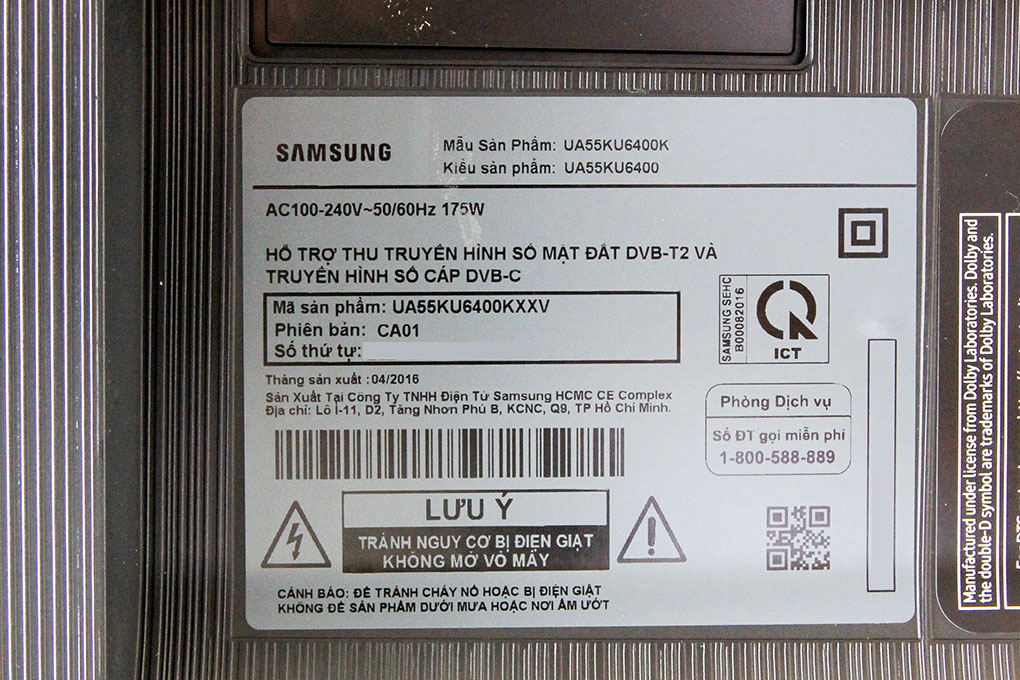 SAMSUNG
Mẫu Sản Phẩm: UA55KU6400K
Kiểu sản phẩm: UA55KU6400
AC100-240V~50/60Hz 175W
HỖ TRỢ THU TRUYỀN HÌNH SỐ MẶT ĐẤT DVB-T2 VÀ
TRUYỀN HÌNH SỐ CÁP DVB-C
Mã sản phẩm: UA55KU6400KXXV
Phiên bản: CA01
Số thứ tự:
SAMSUNG SEHC
B00082016
ICT
Tháng sản xuất :04/2016
Sản Xuất Tại Công Ty TNHH Điện Tử Samsung HCMC CE Complex
Địa chỉ: Lô I-11, D2, Tăng Nhơn Phú B, KCNC, Q9, TP Hồ Chí Minh.
Phòng Dịch vụ
Số ĐT gọi miễn phí
1-800-588-889
LƯU Ý
TRÁNH NGUY CƠ BỊ ĐIỆN GIẬT
KHÔNG MỞ VỎ MÁY
CẢNH BÁO: ĐỂ TRÁNH CHÁY NỔ HOẶC BỊ ĐIỆN GIẬT
KHÔNG ĐỂ SẢN PHẨM DƯỚI MƯA HOẶC NƠI ẨM ƯỚT
Manufactured under license from Dolby Laboratories. Dolby and
the double-D symbol are trademarks of Dolby Laboratories.